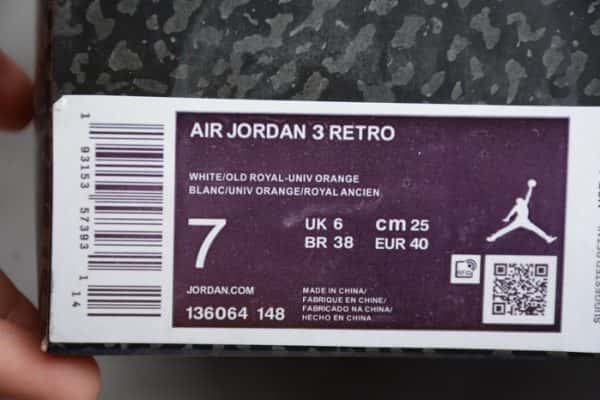 AIR JORDAN 3 RETRO
WHITE/OLD ROYAL-UNIV ORANGE
BLANC/UNIV ORANGE/ROYAL ANCIEN
7
UK 6 cm 25
BR 38 EUR 40
JORDAN.COM
136064 148
MADE IN CHINA/
FABRIQUE EN CHINE/
FABRICADO NA CHINA/
HECHO EN CHINA
1 93153 57393 1 14
SUGGESTED RETAIL